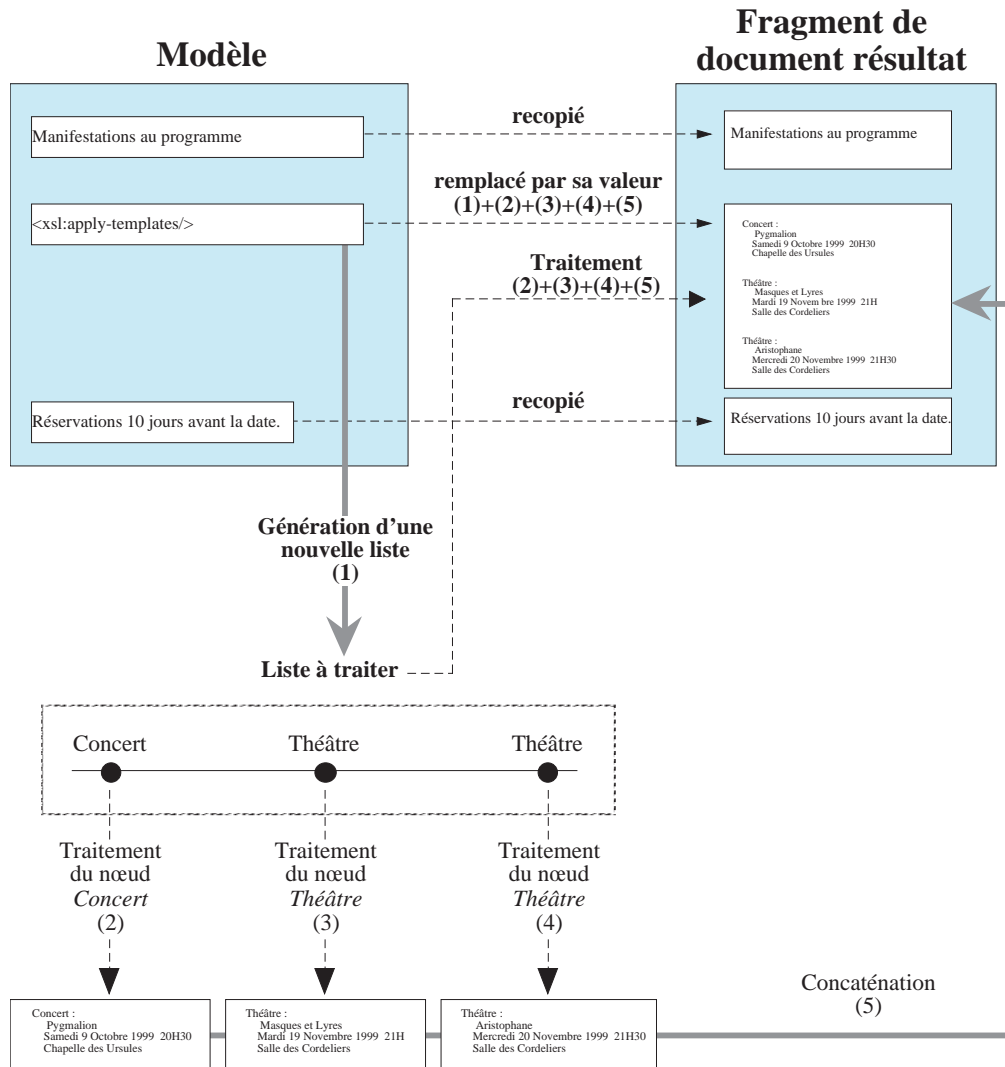 Modèle
Fragment de
document résultat
Manifestations au programme
recopié
Manifestations au programme
<xsl:apply-templates/>
remplacé par sa valeur
(1)+(2)+(3)+(4)+(5)
Traitement
(2)+(3)+(4)+(5)
Concert :
Pygmalion
Samedi 9 Octobre 1999 20H30
Chapelle des Ursules
Théâtre :
Masques et Lyres
Mardi 19 Novem bre 1999 21H
Salle des Cordeliers
Théâtre :
Aristophane
Mercredi 20 Novembre 1999 21H30
Salle des Cordeliers
Réservations 10 jours avant la date.
recopié
Réservations 10 jours avant la date.
Génération d'une
nouvelle liste
(1)
Liste à traiter
Concert
Théâtre
Théâtre
Traitement
du nœud
Concert
(2)
Traitement
du nœud
Théâtre
(3)
Traitement
du nœud
Théâtre
(4)
Concaténation
(5)
Concert :
Pygmalion
Samedi 9 Octobre 1999 20H30
Chapelle des Ursules
Théâtre :
Masques et Lyres
Mardi 19 Novembre 1999 21H
Salle des Cordeliers
Théâtre :
Aristophane
Mercredi 20 Novembre 1999 21H30
Salle des Cordeliers